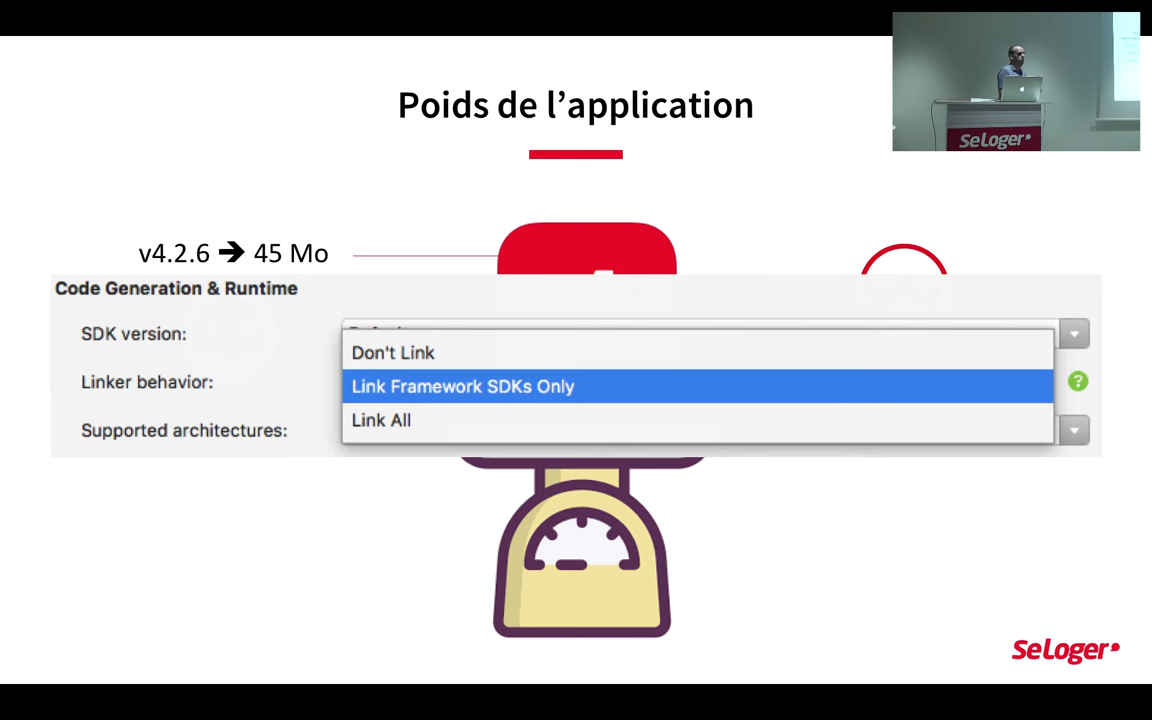 Poids de l’application
SeLoger
v4.2.6 → 45 Mo
Code Generation & Runtime
SDK version:
Don't Link
Linker behavior:
Link Framework SDKs Only
?
Link All
Supported architectures:
SeLoger